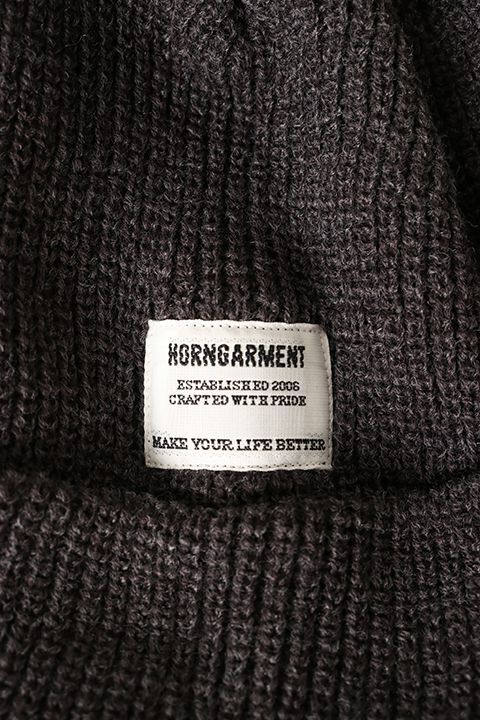 HORNGARMENT
ESTABLISHED 2006
CRAFTED WITH PRIDE
MAKE YOUR LIFE BETTER